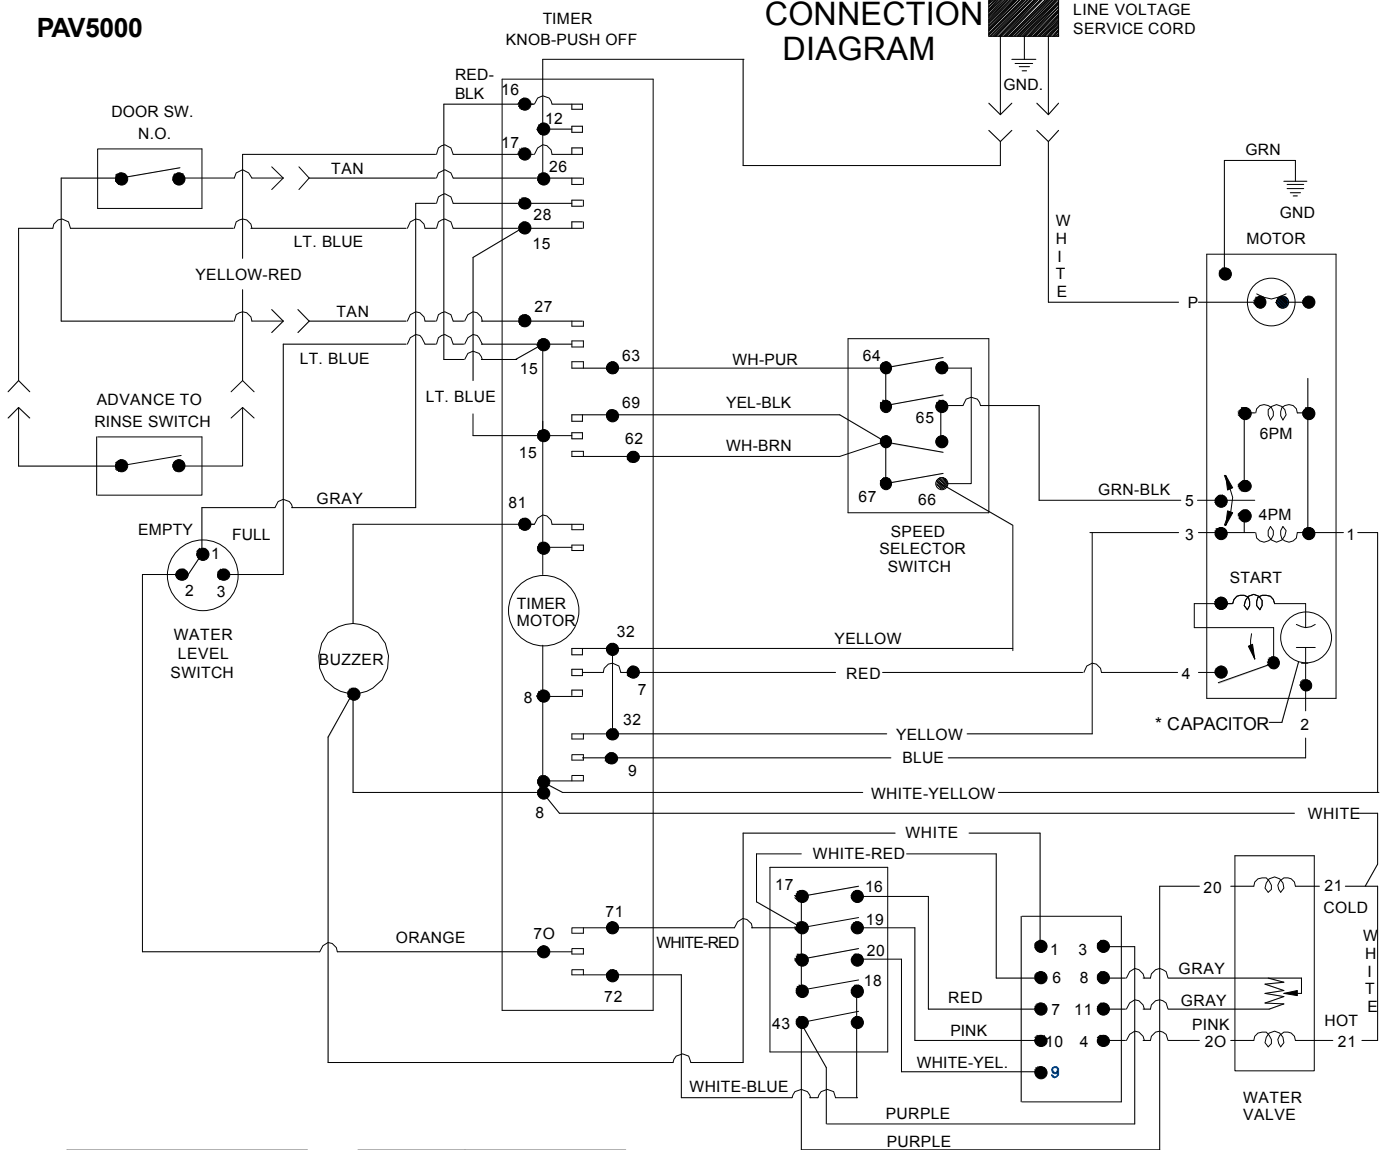 PAV5000
TIMER
KNOB-PUSH OFF
CONNECTION
DIAGRAM
LINE VOLTAGE
SERVICE CORD
GND.
RED-
BLK
16
12
17
26
28
15
DOOR SW.
N.O.
TAN
LT. BLUE
YELLOW-RED
TAN
27
LT. BLUE
15
LT. BLUE
15
ADVANCE TO
RINSE SWITCH
GRAY
EMPTY
FULL
1
2
3
WATER
LEVEL
SWITCH
81
TIMER
MOTOR
BUZZER
63
WH-PUR
69
YEL-BLK
62
WH-BRN
64
65
67
66
SPEED
SELECTOR
SWITCH
WHITE
GRN
GND
MOTOR
P
6PM
GRN-BLK
5
4PM
3
1
START
4
* CAPACITOR
2
32
YELLOW
RED
7
8
32
YELLOW
BLUE
9
WHITE-YELLOW
8
WHITE
WHITE
WHITE-RED
17
16
19
20
18
43
71
7O
ORANGE
WHITE-RED
72
RED
PINK
WHITE-YEL.
WHITE-BLUE
PURPLE
PURPLE
1
3
6
8
7
11
10
4
9
GRAY
GRAY
PINK
2O
20
21
COLD
WHITE
HOT
21
WATER
VALVE